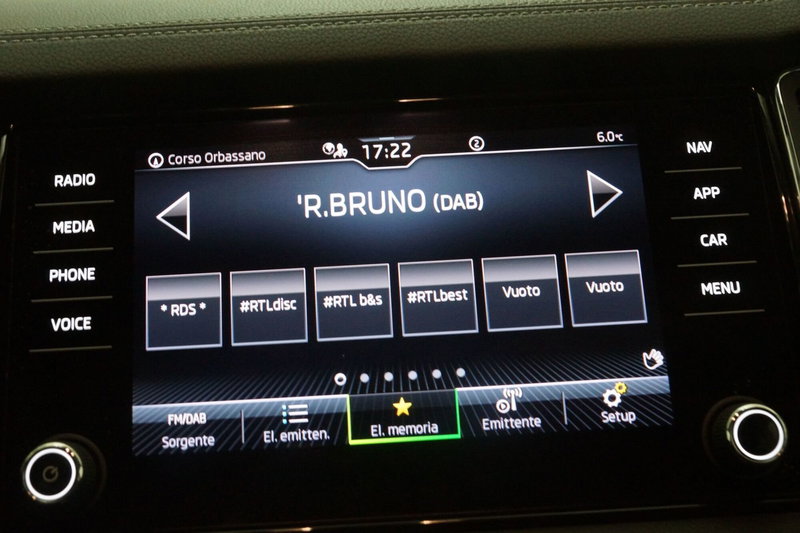 Corso Orbassano
17:22
2
6.0°C
RADIO
MEDIA
PHONE
VOICE
'R.BRUNO (DAB)
* RDS *
#RTLdisc
#RTL b&s
#RTLbest
Vuoto
Vuoto
FM/DAB
Sorgente
El. emitten.
El. memoria
Emittente
Setup
NAV
APP
CAR
MENU